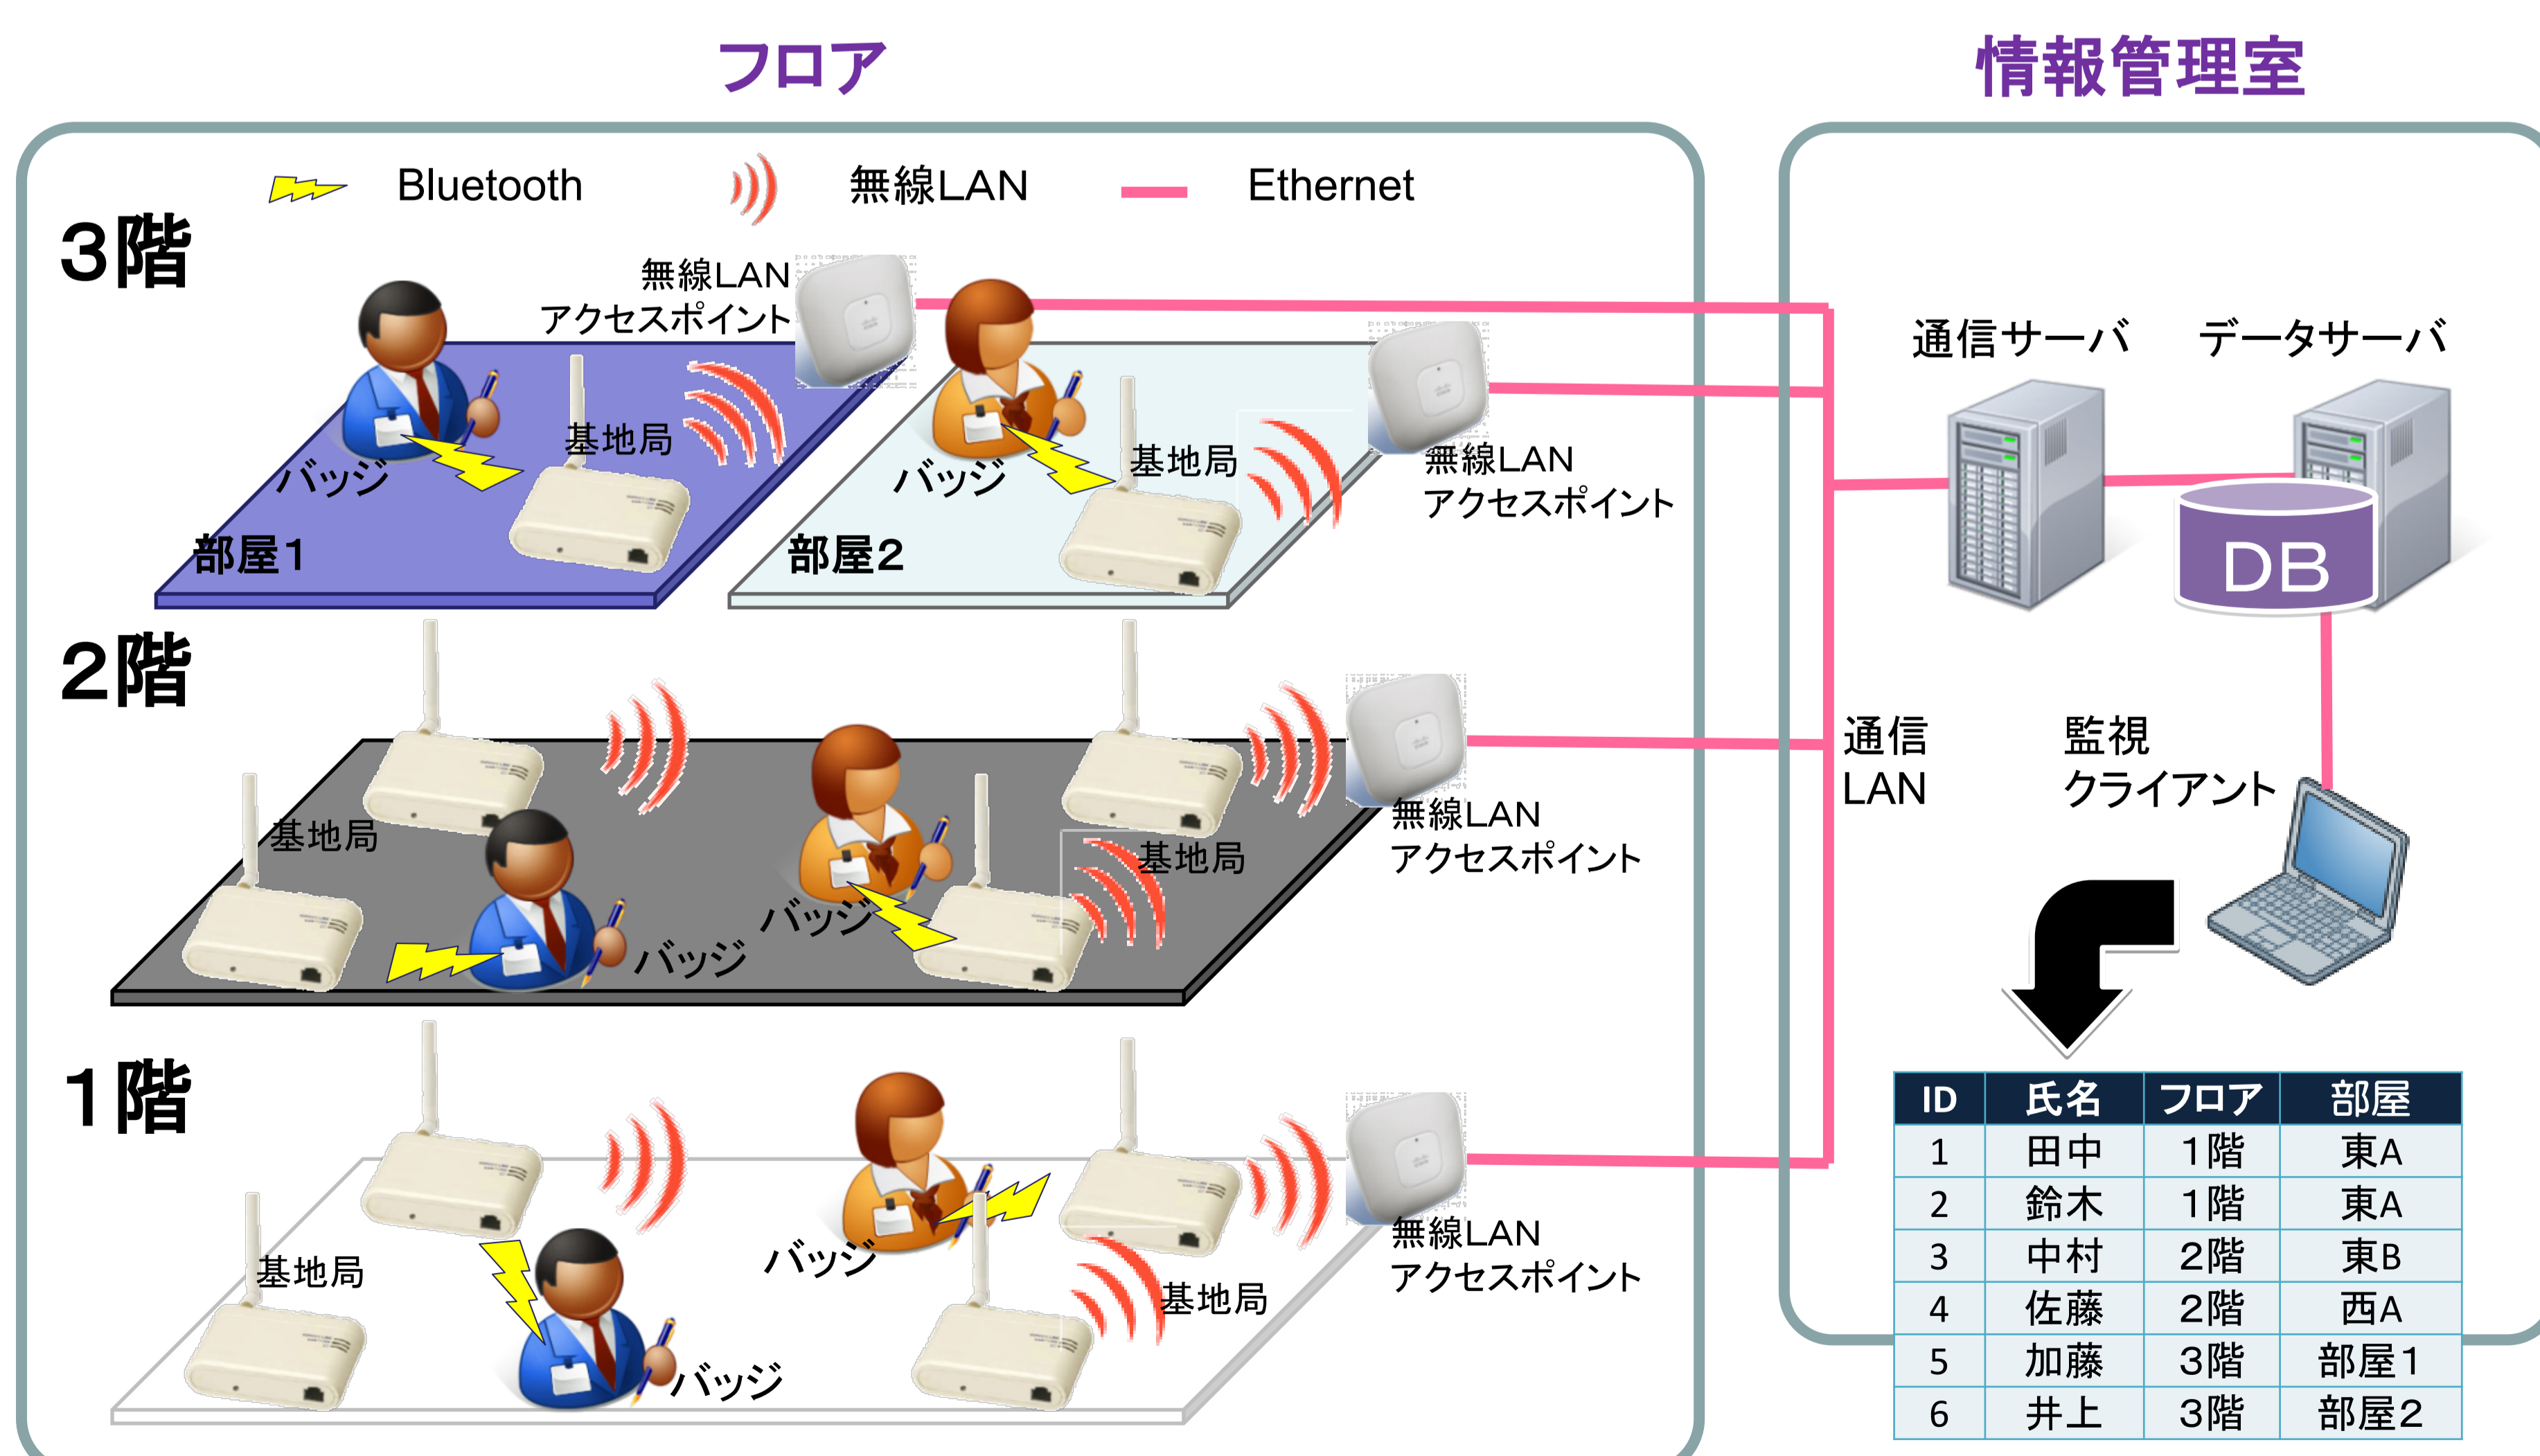 フロア
情報管理室
Bluetooth
無線LAN
Ethernet
3階
無線LAN
アクセスポイント
バッジ
基地局
部屋1
バッジ
基地局
部屋2
無線LAN
アクセスポイント
通信サーバ
データサーバ
DB
2階
基地局
バッジ
バッジ
基地局
無線LAN
アクセスポイント
通信
LAN
監視
クライアント
1階
基地局
バッジ
バッジ
基地局
無線LAN
アクセスポイント
ID 氏名 フロア 部屋
1 田中 1階 東A
2 鈴木 1階 東A
3 中村 2階 東B
4 佐藤 2階 西A
5 加藤 3階 部屋1
6 井上 3階 部屋2